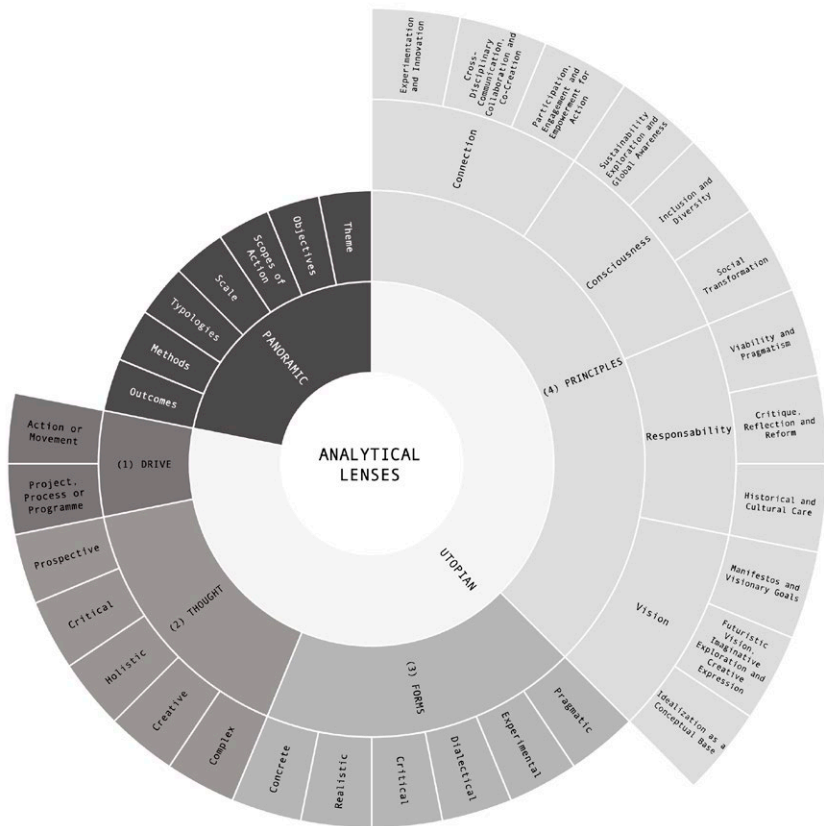 ANALYTICAL
LENSES
PANORAMIC
Theme
Objectives
Scopes of
Action
Scale
Typologies
Methods
Outcomes
UTOPIAN
(1) DRIVE
Action or
Movement
Project,
Process or
Programme
(2) THOUGHT
Prospective
Critical
Holistic
Creative
Complex
(3) FORMS
Concrete
Realistic
Critical
Dialectical
Experimental
Pragmatic
(4) PRINCIPLES
Connection
Experimentation
and Innovation
Cross-
Disciplinary
Communication,
Collaboration and
Co-Creation
Participation,
Engagement and
Empowerment for
Action
Consciousness
Sustainability
Exploration and
Global Awareness
Inclusion and
Diversity
Social
Transformation
Responsability
Viability and
Pragmatism
Critique,
Reflection and
Reform
Historical and
Cultural Care
Vision
Manifestos and
Visionary Goals
Futuristic
Vision,
Imaginative
Exploration and
Creative
Expression
Idealization as a
Conceptual Base